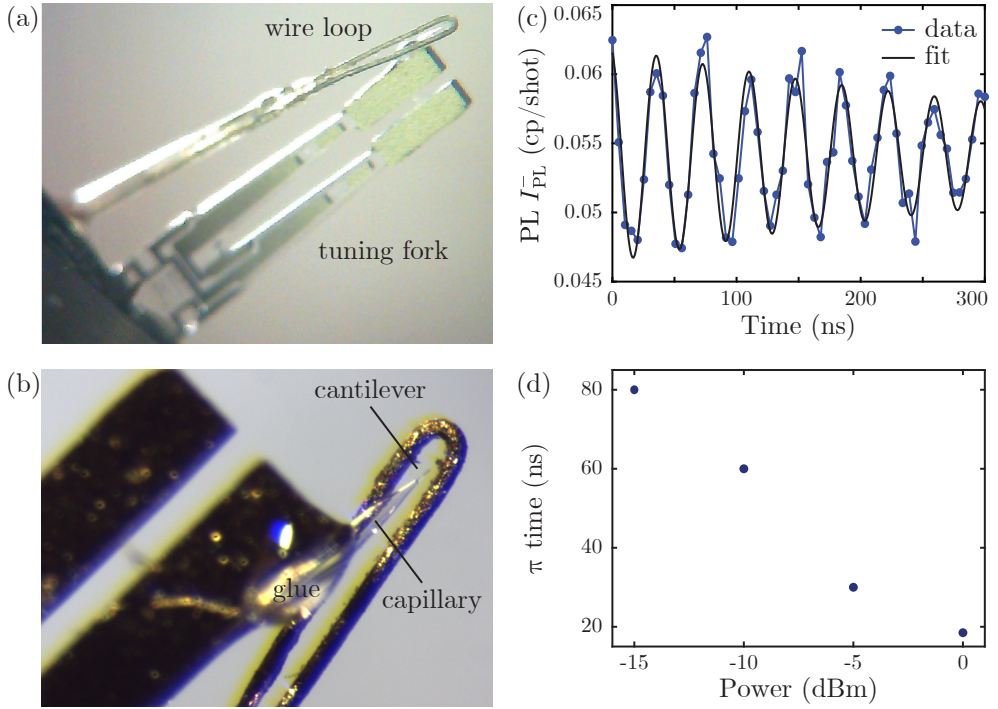 (a)
wire loop
tuning fork
(b)
cantilever
glue
capillary
(c)
PL I⁻PL (cp/shot)
0.065
0.06
0.055
0.05
0.045
data
fit
0
100
200
300
Time (ns)
(d)
π time (ns)
80
60
40
20
-15
-10
-5
0
Power (dBm)